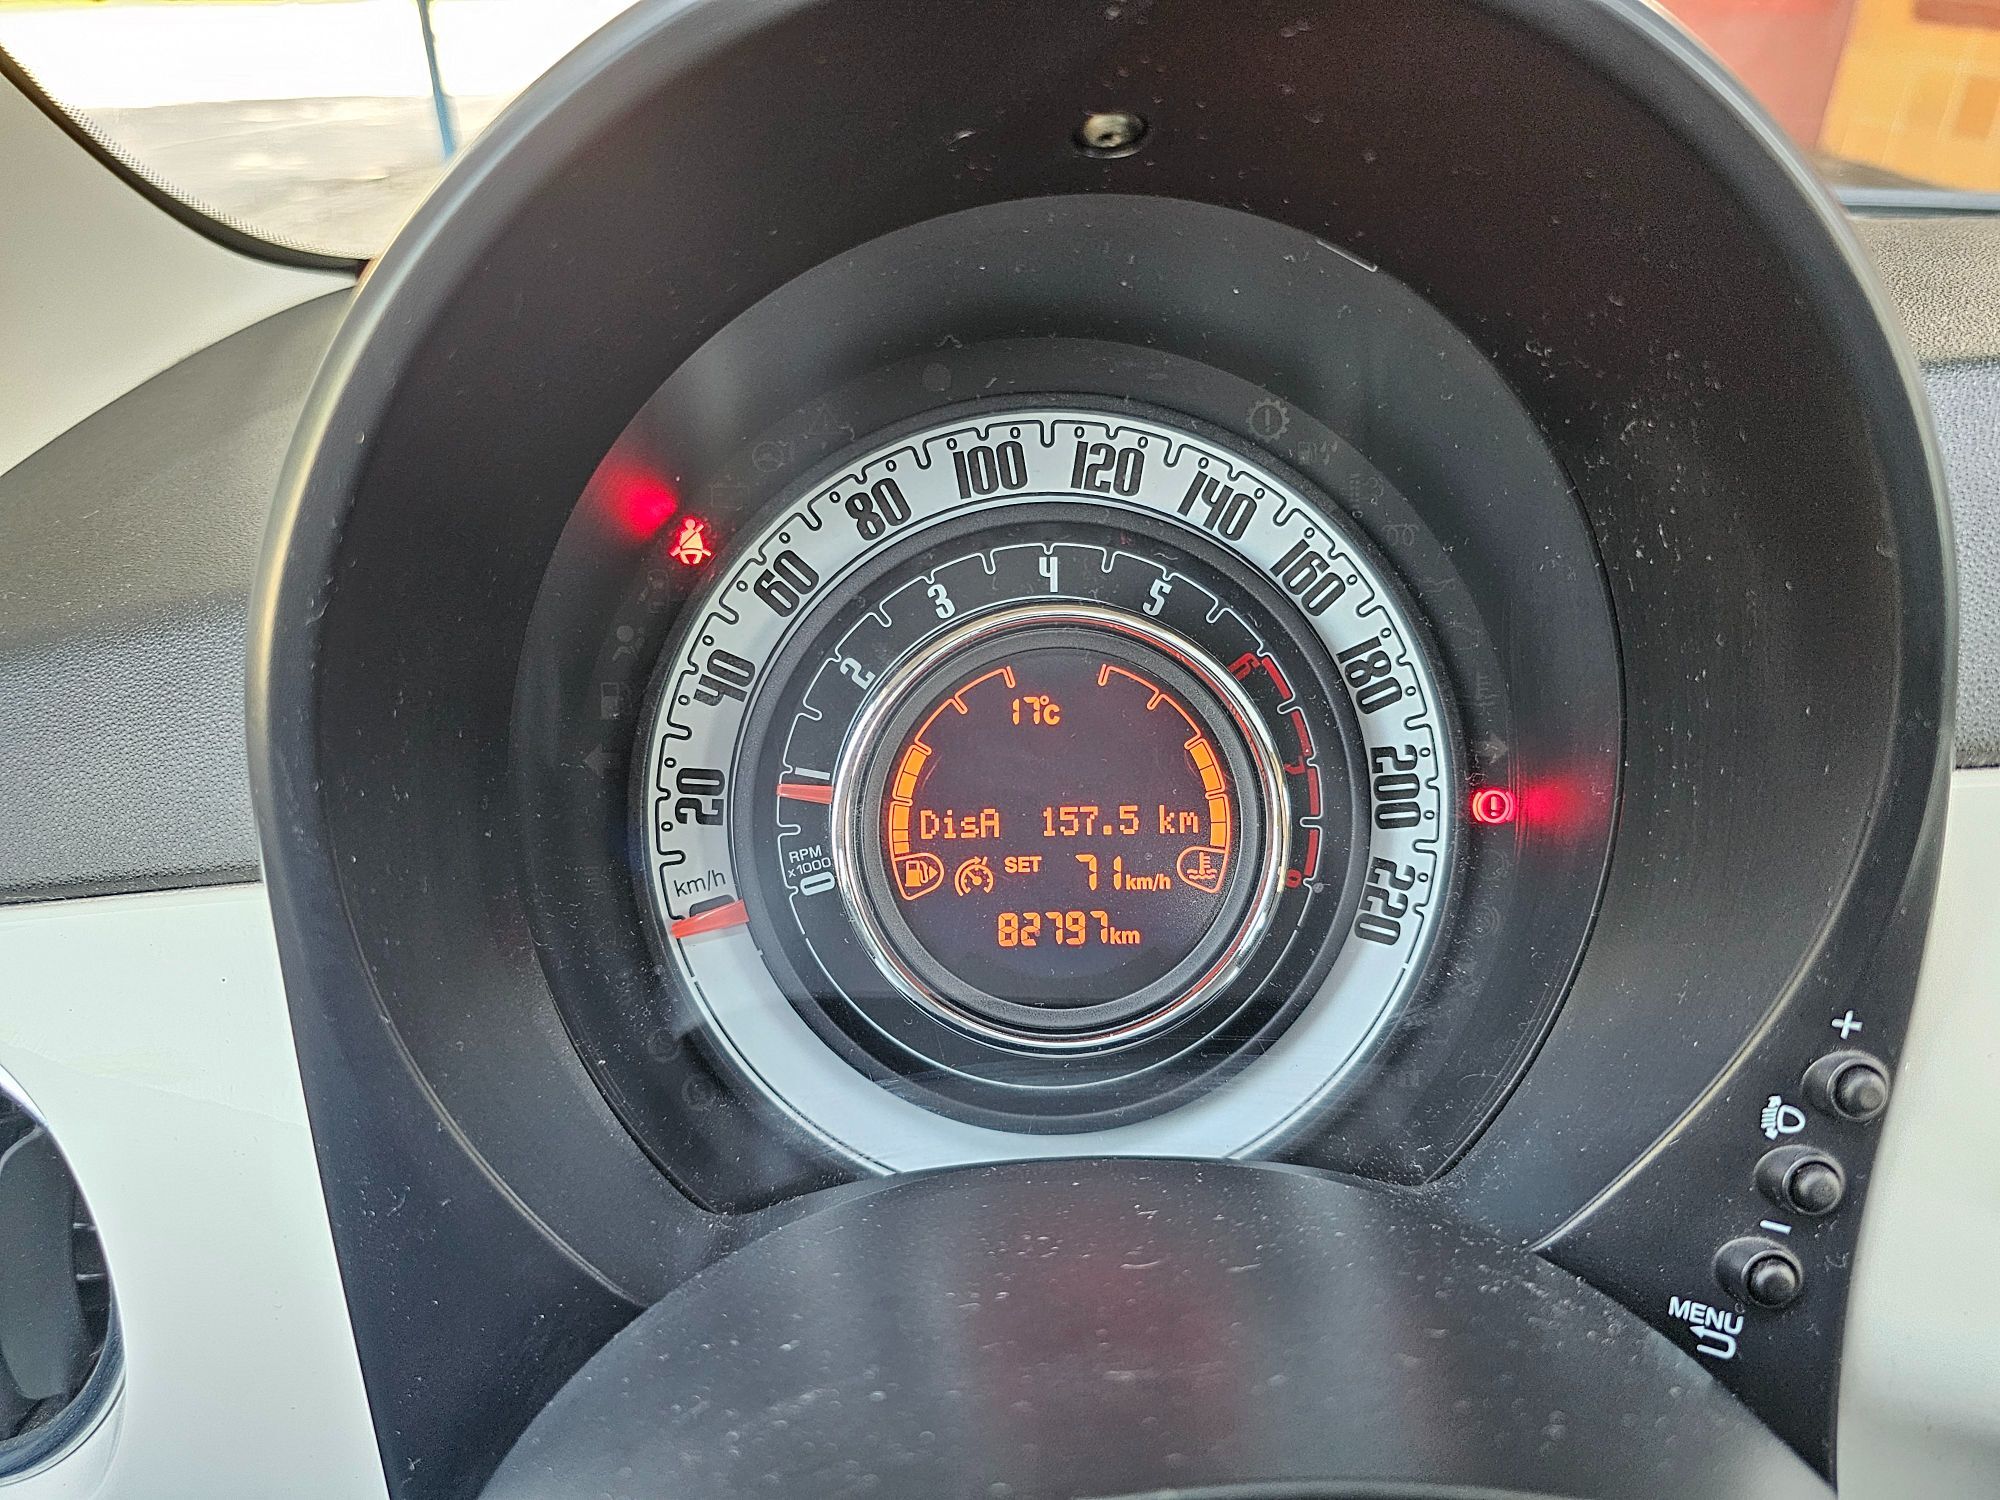 0 20 40 60 80 100 120 140 160 180 200 220
km/h
0 1 2 3 4 5 6 7 8
RPM
x1000
17°C
DisA 157.5 km
SET 71 km/h
82797 km
+
−
MENU